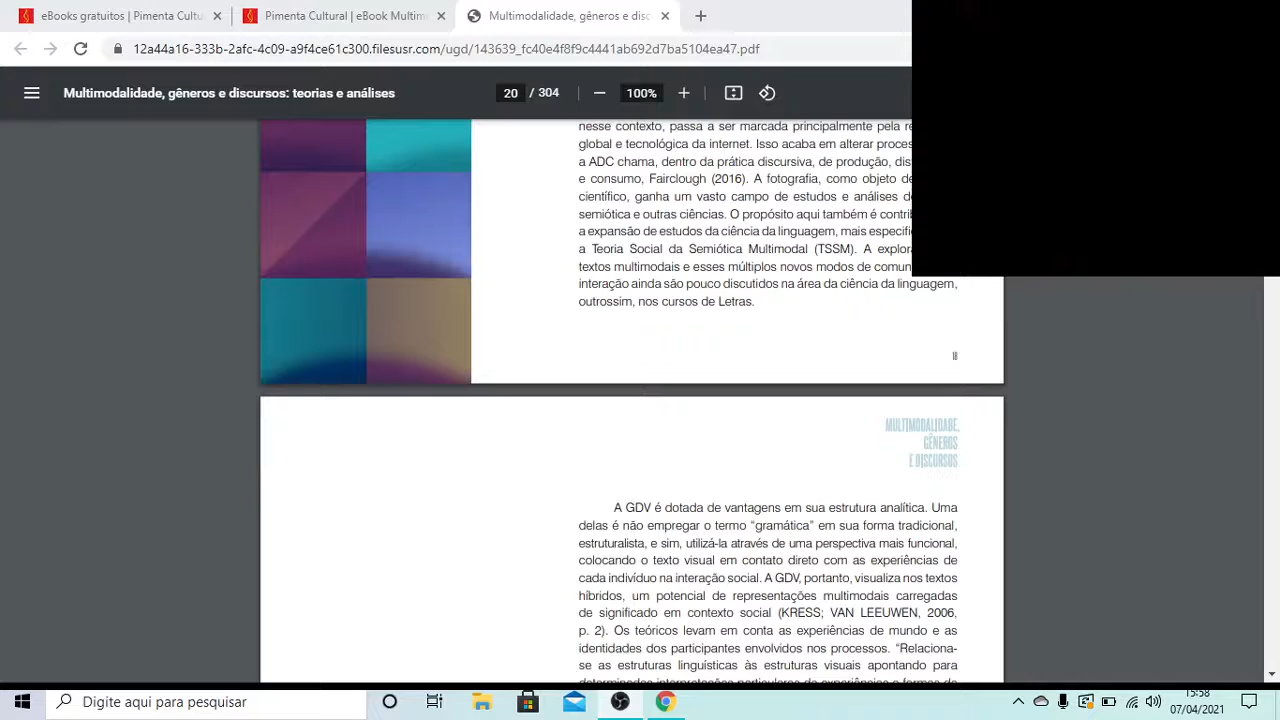 eBooks gratuitos | Pimenta Cultu
Pimenta Cultural | eBook Multimo
Multimodalidade, gêneros e disc
12a44a16-333b-2afc-4c09-a9f4ce61c300.filesusr.com/ugd/143639_fc40e4f8f9c4441ab692d7ba5104ea47.pdf
Multimodalidade, gêneros e discursos: teorias e análises
20 / 304
100%
nesse contexto, passa a ser marcada principalmente pela
global e tecnológica da internet. Isso acaba em alterar
a ADC chama, dentro da prática discursiva, de produção,
e consumo, Fairclough (2016). A fotografia, como objeto
científico, ganha um vasto campo de estudos e análises
semiótica e outras ciências. O propósito aqui também é
a expansão de estudos da ciência da linguagem, mais
a Teoria Social da Semiótica Multimodal (TSSM). A
textos multimodais e esses múltiplos novos modos de
interação ainda são pouco discutidos na área da ciência da linguagem,
outrossim, nos cursos de Letras.
18
MULTIMODALIDADE,
GÊNEROS
E DISCURSOS
A GDV é dotada de vantagens em sua estrutura analítica. Uma
delas é não empregar o termo “gramática” em sua forma tradicional,
estruturalista, e sim, utilizá-la através de uma perspectiva mais funcional,
colocando o texto visual em contato direto com as experiências de
cada indivíduo na interação social. A GDV, portanto, visualiza nos textos
híbridos, um potencial de representações multimodais carregadas
de significado em contexto social (KRESS; VAN LEEUWEN, 2006,
p. 2). Os teóricos levam em conta as experiências de mundo e as
identidades dos participantes envolvidos nos processos. “Relaciona-
se as estruturas linguísticas às estruturas visuais apontando para
Digite aqui para pesquisar
15:58
07/04/2021